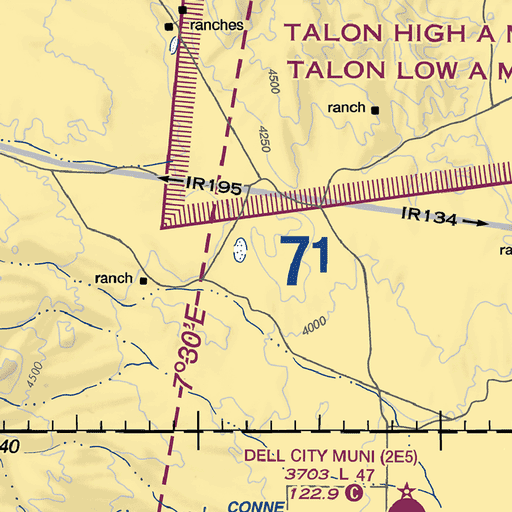 ranches
TALON HIGH A
TALON LOW A
4500
ranch
4250
IR195
IR134
71
ranch
4000
7°30'E
4500
40
DELL CITY MUNI (2E5)
3703 L 47
122.9 C
CONNE